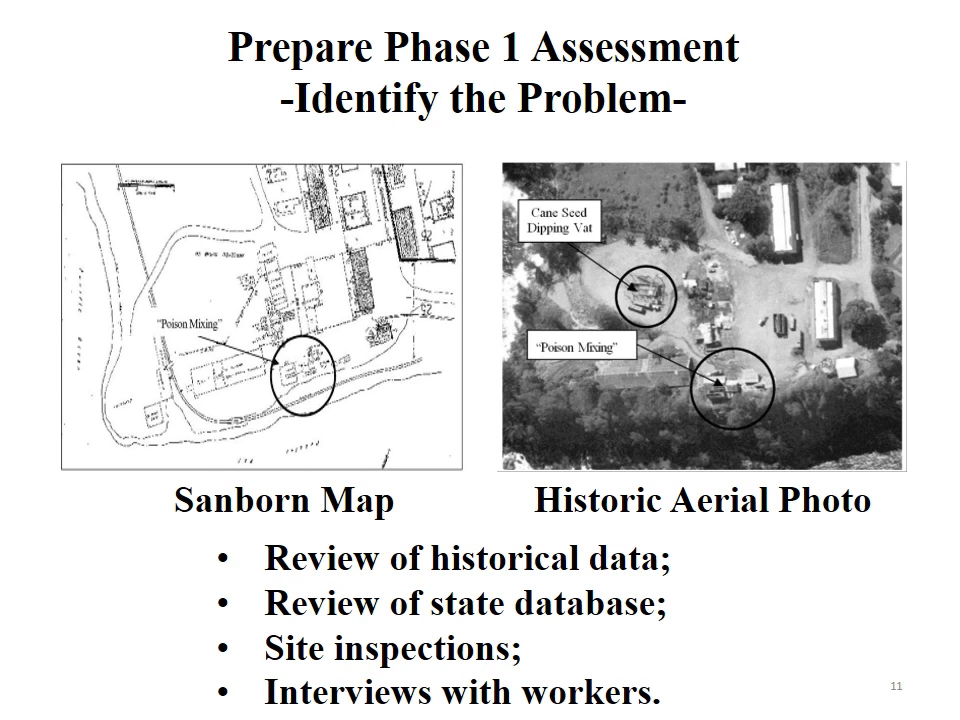 Prepare Phase 1 Assessment
-Identify the Problem-
"Poison Mixing"
Cane Seed
Dipping Vat
"Poison Mixing"
Sanborn Map
Historic Aerial Photo
• Review of historical data;
• Review of state database;
• Site inspections;
• Interviews with workers.
11